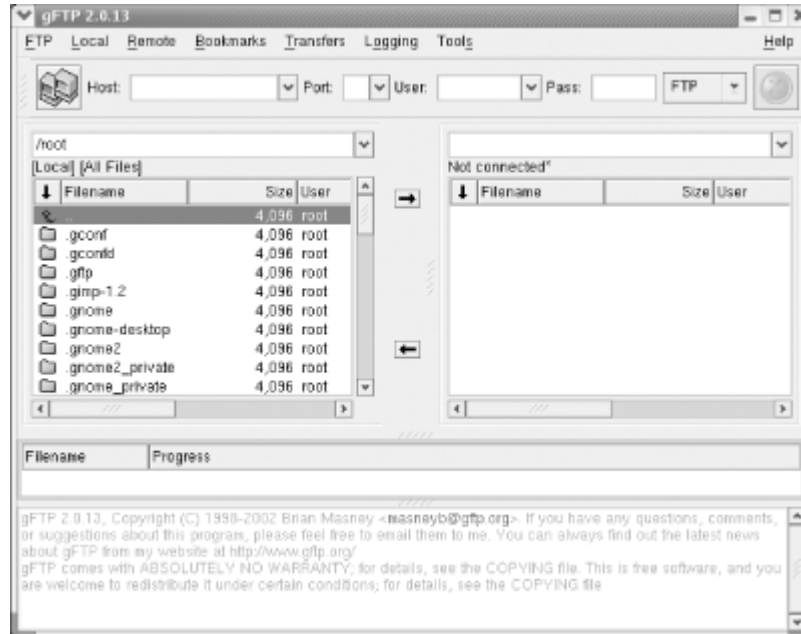 gFTP 2.0.13
FTP Local Remote Bookmarks Transfers Logging Tools Help
Host: Port: User: Pass: FTP
/root
[Local] [All Files]
Not connected*
Filename Size User
Filename Size User
.. 4,096 root
.gconf 4,096 root
.gconfd 4,096 root
.gftp 4,096 root
.gimp-1.2 4,096 root
.gnome 4,096 root
.gnome-desktop 4,096 root
.gnome2 4,096 root
.gnome2_private 4,096 root
.gnome_private 4,096 root
Filename Progress
gFTP 2.0.13, Copyright (C) 1998-2002 Brian Masney <masneyb@gftp.org>. If you have any questions, comments,
or suggestions about this program, please feel free to email them to me. You can always find out the latest news
about gFTP from my website at http://www.gftp.org/
gFTP comes with ABSOLUTELY NO WARRANTY; for details, see the COPYING file. This is free software, and you
are welcome to redistribute it under certain conditions; for details, see the COPYING file